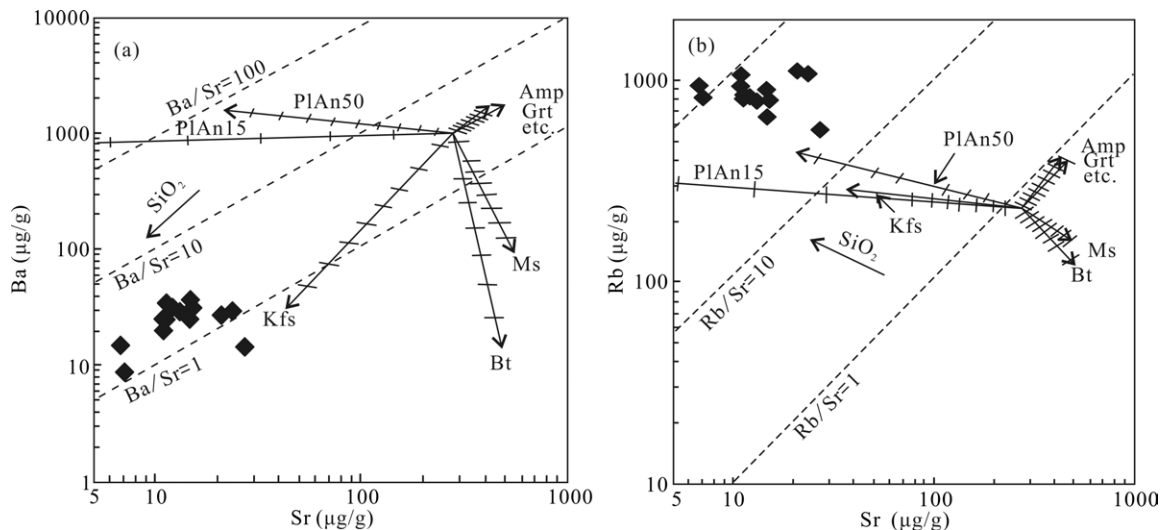 (a)
10000
1000
100
10
1
Ba (μg/g)
5
10
100
1000
Sr (μg/g)
Ba/Sr=100
Ba/Sr=10
Ba/Sr=1
PlAn50
PlAn15
SiO₂
Amp
Grt
etc.
Ms
Kfs
Bt
(b)
1000
100
10
Rb (μg/g)
5
10
100
1000
Sr (μg/g)
PlAn50
PlAn15
Kfs
SiO₂
Amp
Grt
etc.
Ms
Bt
Rb/Sr=10
Rb/Sr=1